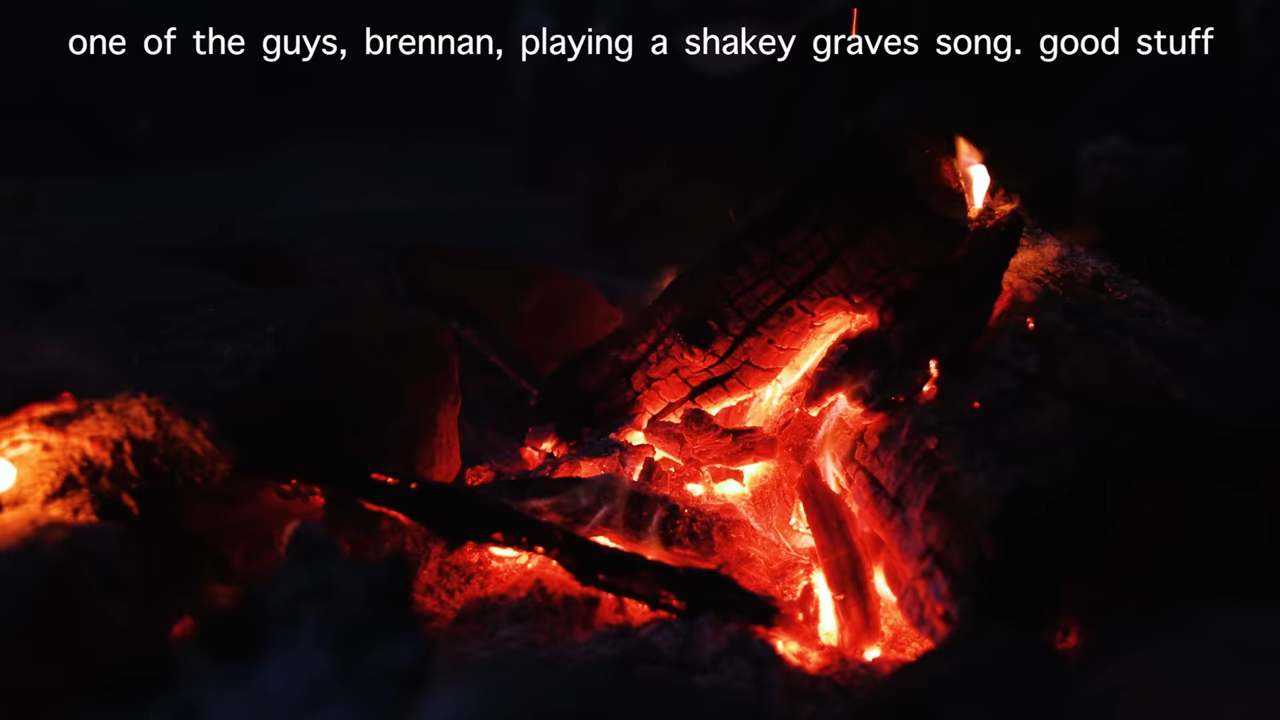 one of the guys, brennan, playing a shakey graves song. good stuff